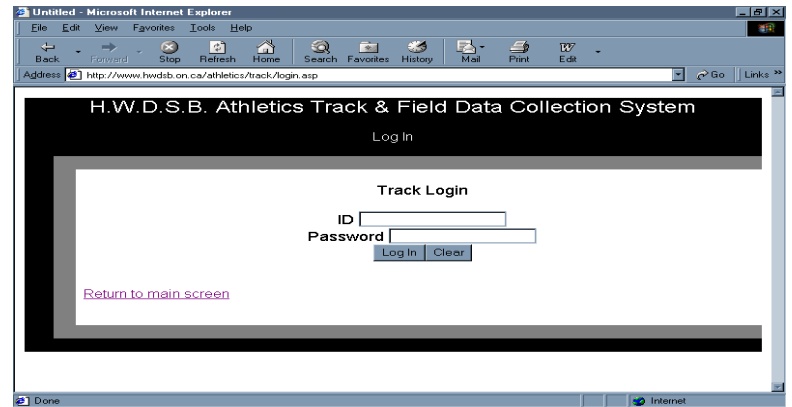 Untitled - Microsoft Internet Explorer
File Edit View Favorites Tools Help
Back Forward Stop Refresh Home Search Favorites History Mail Print Edit
Address http://www.hwdsb.on.ca/athletics/track/login.asp Go Links »
H.W.D.S.B. Athletics Track & Field Data Collection System
Log In
Track Login
ID
Password
Log In Clear
Return to main screen
Done Internet